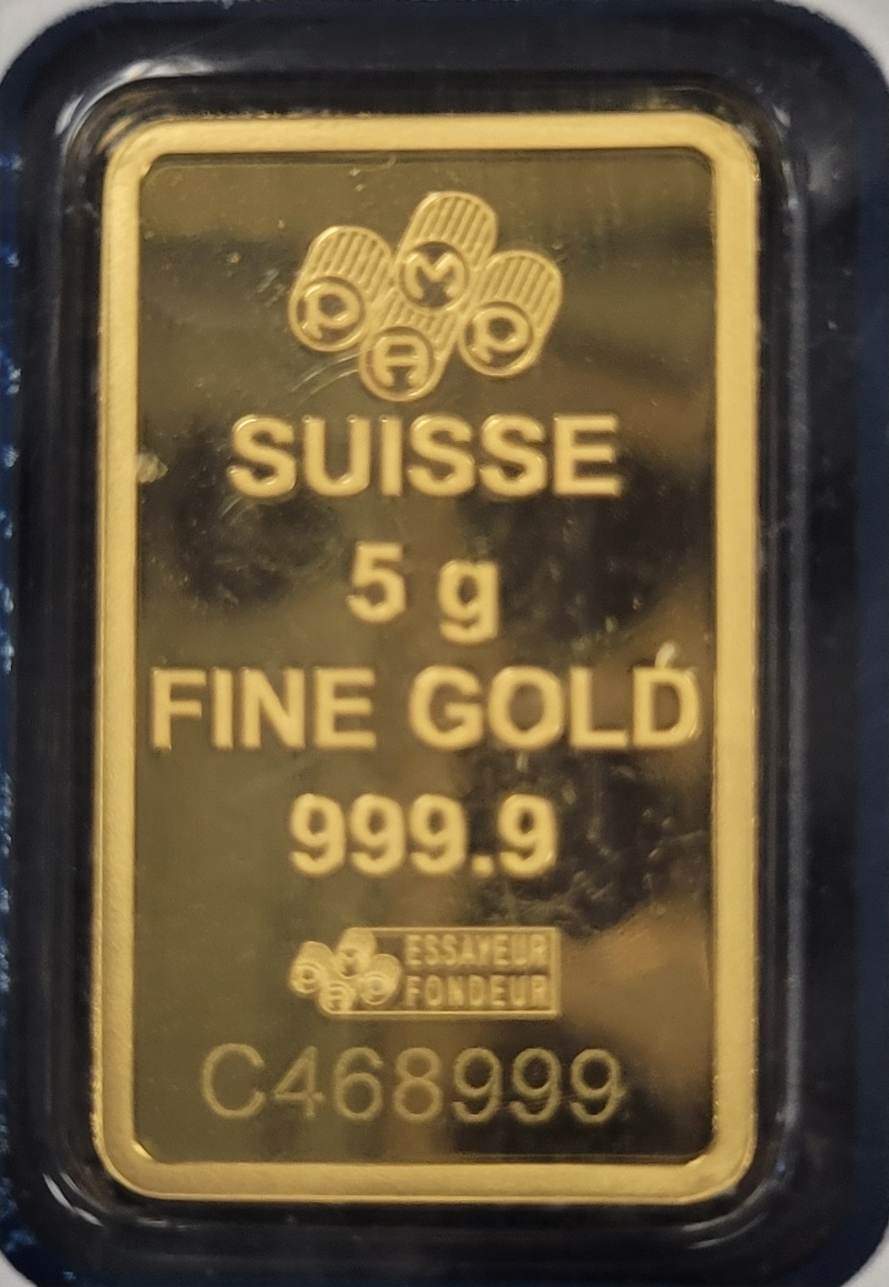 PAMP
SUISSE
5 g
FINE GOLD
999.9
PAMP ESSAYEUR
FONDEUR
C468999